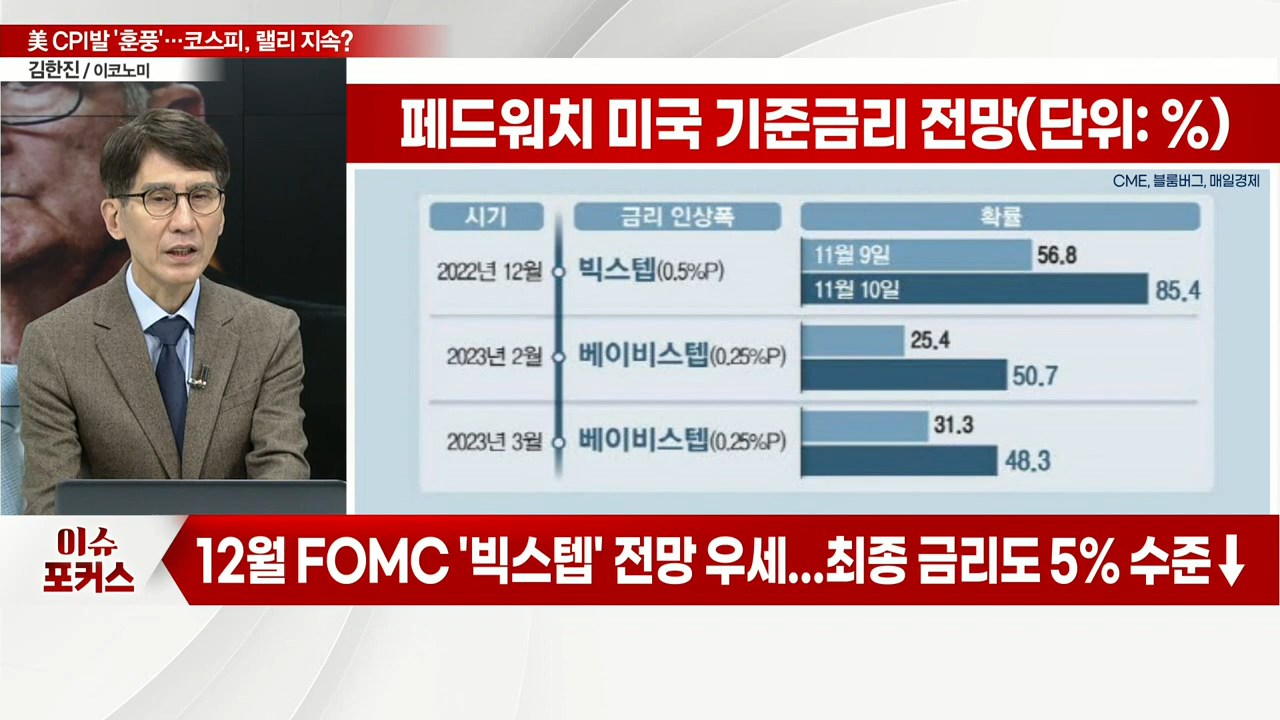 美 CPI발 '훈풍'…코스피, 랠리 지속?
김한진 / 이코노미
페드워치 미국 기준금리 전망(단위: %)
CME, 블룸버그, 매일경제
시기 금리 인상폭 확률
2022년 12월 빅스텝(0.5%P) 11월 9일 56.8
11월 10일 85.4
2023년 2월 베이비스텝(0.25%P) 25.4
50.7
2023년 3월 베이비스텝(0.25%P) 31.3
48.3
이슈
포커스
12월 FOMC '빅스텝' 전망 우세...최종 금리도 5% 수준↓